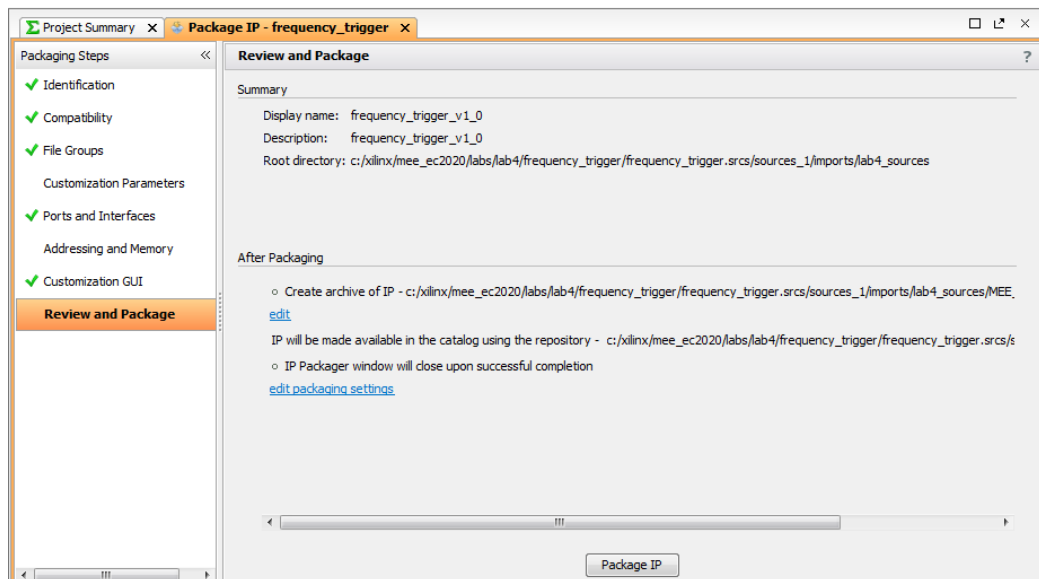 Project Summary
Package IP - frequency_trigger
Packaging Steps
Identification
Compatibility
File Groups
Customization Parameters
Ports and Interfaces
Addressing and Memory
Customization GUI
Review and Package
Review and Package
?
Summary
Display name: frequency_trigger_v1_0
Description: frequency_trigger_v1_0
Root directory: c:/xilinx/mee_ec2020/labs/lab4/frequency_trigger/frequency_trigger.srcs/sources_1/imports/lab4_sources
After Packaging
Create archive of IP - c:/xilinx/mee_ec2020/labs/lab4/frequency_trigger/frequency_trigger.srcs/sources_1/imports/lab4_sources/MEE_
edit
IP will be made available in the catalog using the repository - c:/xilinx/mee_ec2020/labs/lab4/frequency_trigger/frequency_trigger.srcs/s
IP Packager window will close upon successful completion
edit packaging settings
Package IP